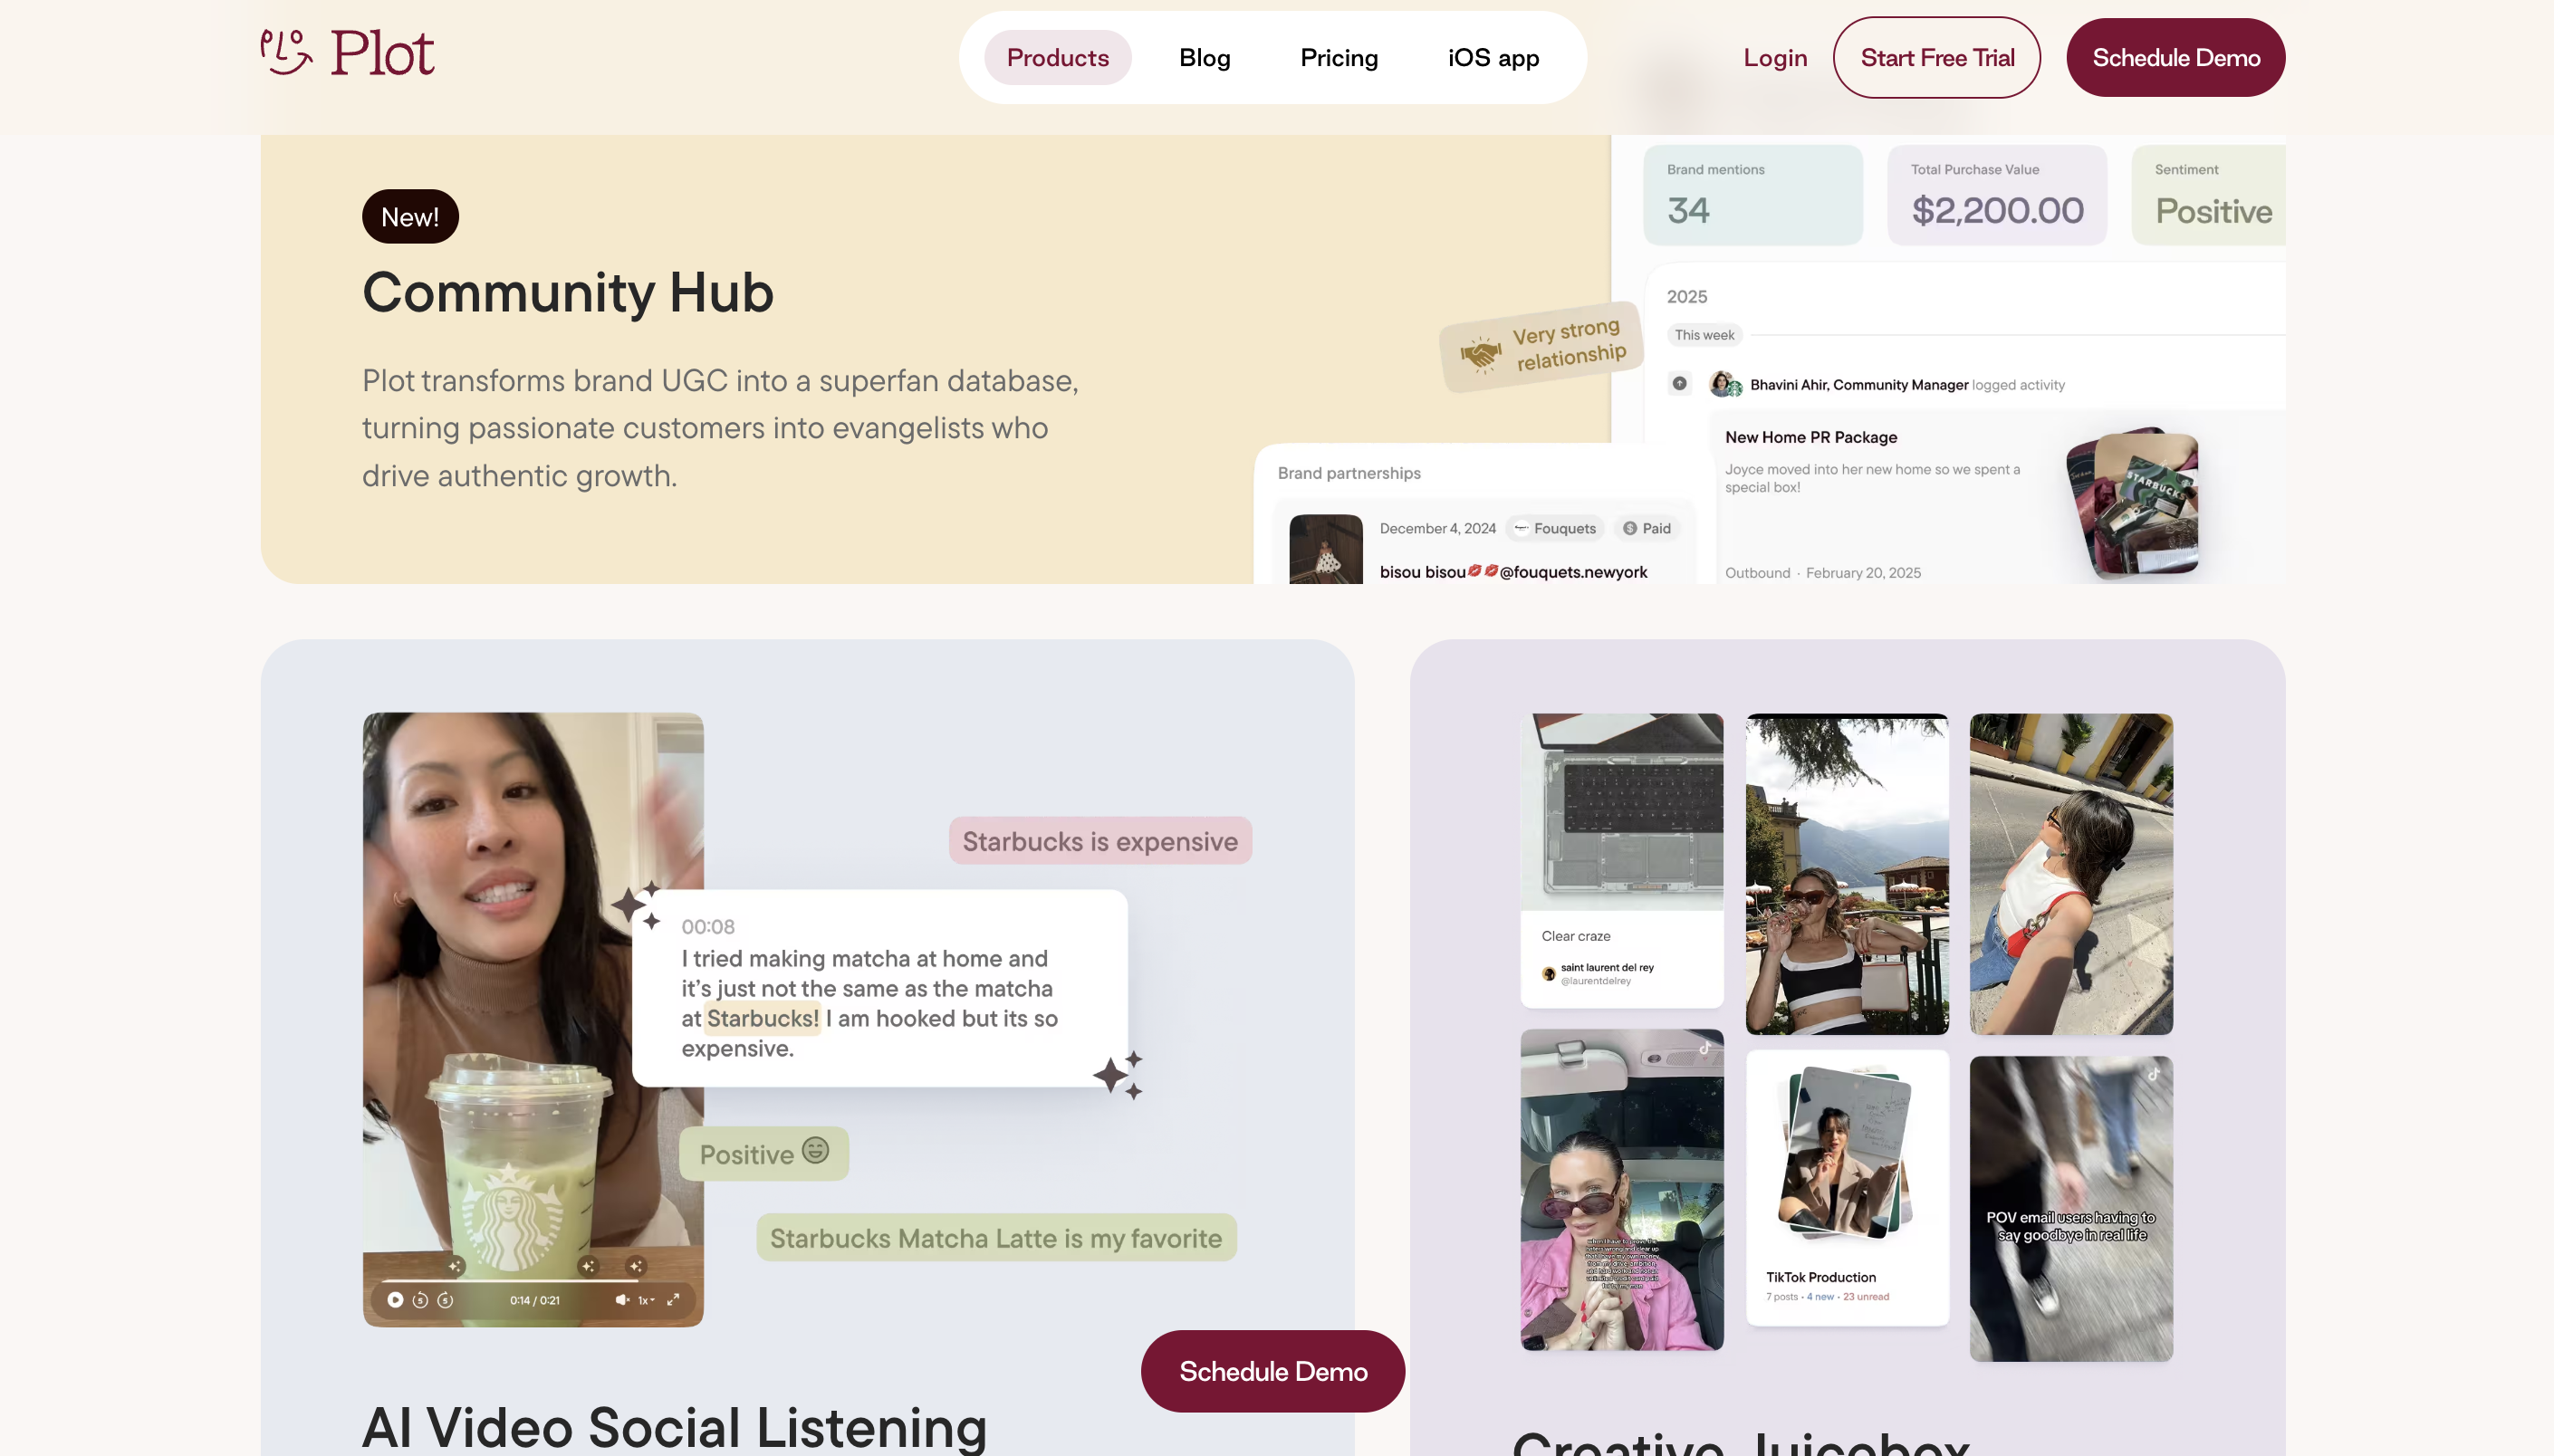 Plot
Products
Blog
Pricing
iOS app
Login
Start Free Trial
Schedule Demo
New!
Community Hub
Plot transforms brand UGC into a superfan database,
turning passionate customers into evangelists who
drive authentic growth.
Brand mentions
34
Total Purchase Value
$2,200.00
Sentiment
Positive
2025
This week
Very strong
relationship
Bhavini Ahir, Community Manager logged activity
New Home PR Package
Joyce moved into her new home so we spent a
special box!
STARBUCKS
Outbound · February 20, 2025
Brand partnerships
December 4, 2024 Fouquets Paid
bisou bisou💋💋@fouquets.newyork
Starbucks is expensive
00:08
I tried making matcha at home and
it's just not the same as the matcha
at Starbucks! I am hooked but its so
expensive.
Positive
Starbucks Matcha Latte is my favorite
5
5
0:14 / 0:21
1x
AI Video Social Listening
Schedule Demo
Clear craze
saint laurent del rey
@laurentdelrey
TikTok Production
7 posts · 4 new · 23 unread
POV email users having to
say goodbye in real life
Creative Juicebox